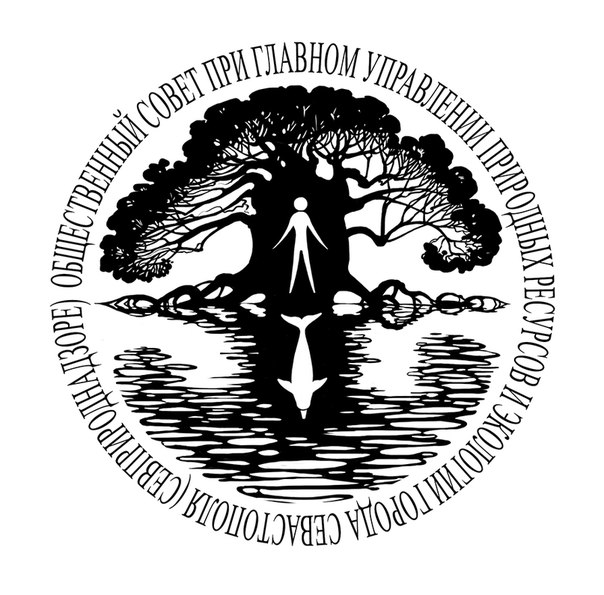 ОБЩЕСТВЕННЫЙ СОВЕТ ПРИ ГЛАВНОМ УПРАВЛЕНИИ ПРИРОДНЫХ РЕСУРСОВ И ЭКОЛОГИИ ГОРОДА СЕВАСТОПОЛЯ (СЕВПРИРОДНАДЗОРЕ)